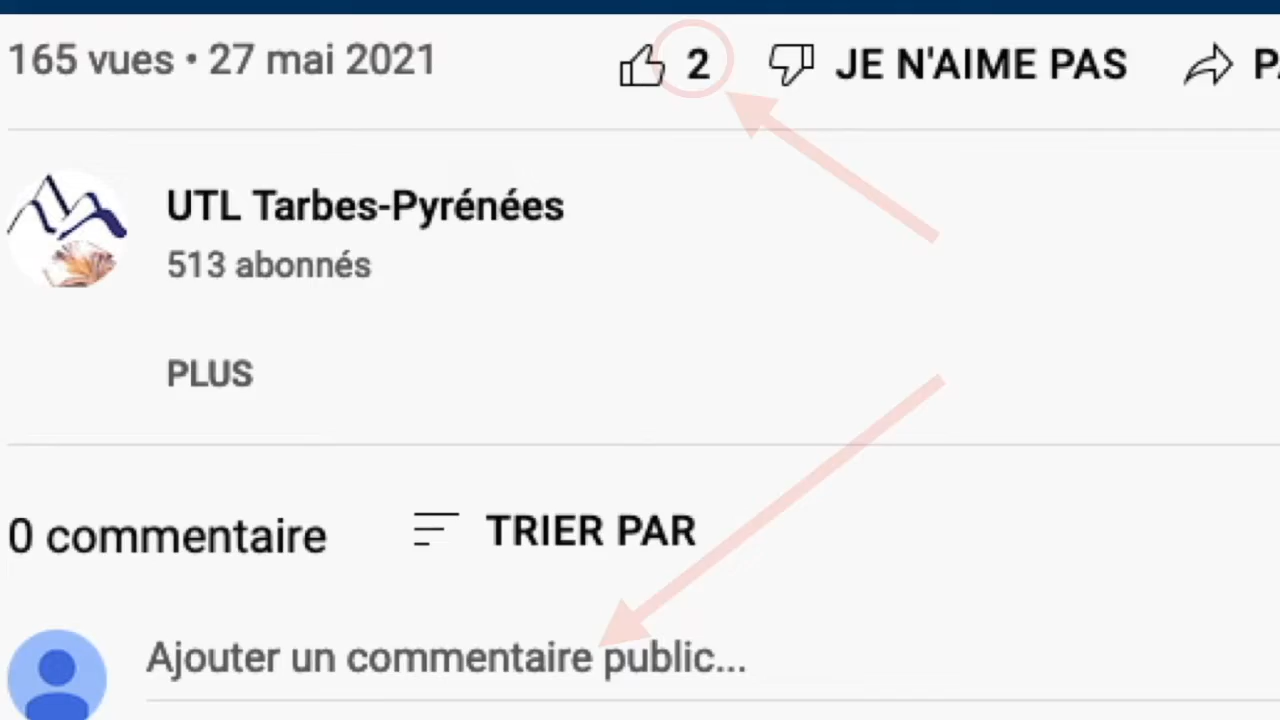 165 vues • 27 mai 2021
2
JE N'AIME PAS
PA
UTL Tarbes-Pyrénées
513 abonnés
PLUS
0 commentaire
TRIER PAR
Ajouter un commentaire public...